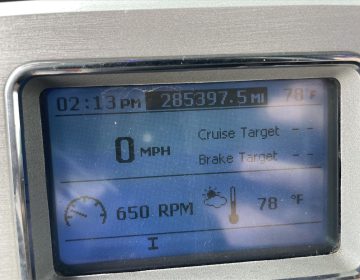 02:13 PM 285397.5 MI 78°F
0 MPH
Cruise Target - -
Brake Target - -
650 RPM 78 °F
I